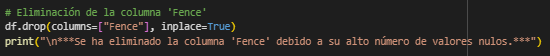 # Eliminación de la columna 'Fence'
df.drop(columns=["Fence"], inplace=True)
print("\n***Se ha eliminado la columna 'Fence' debido a su alto número de valores nulos.***")